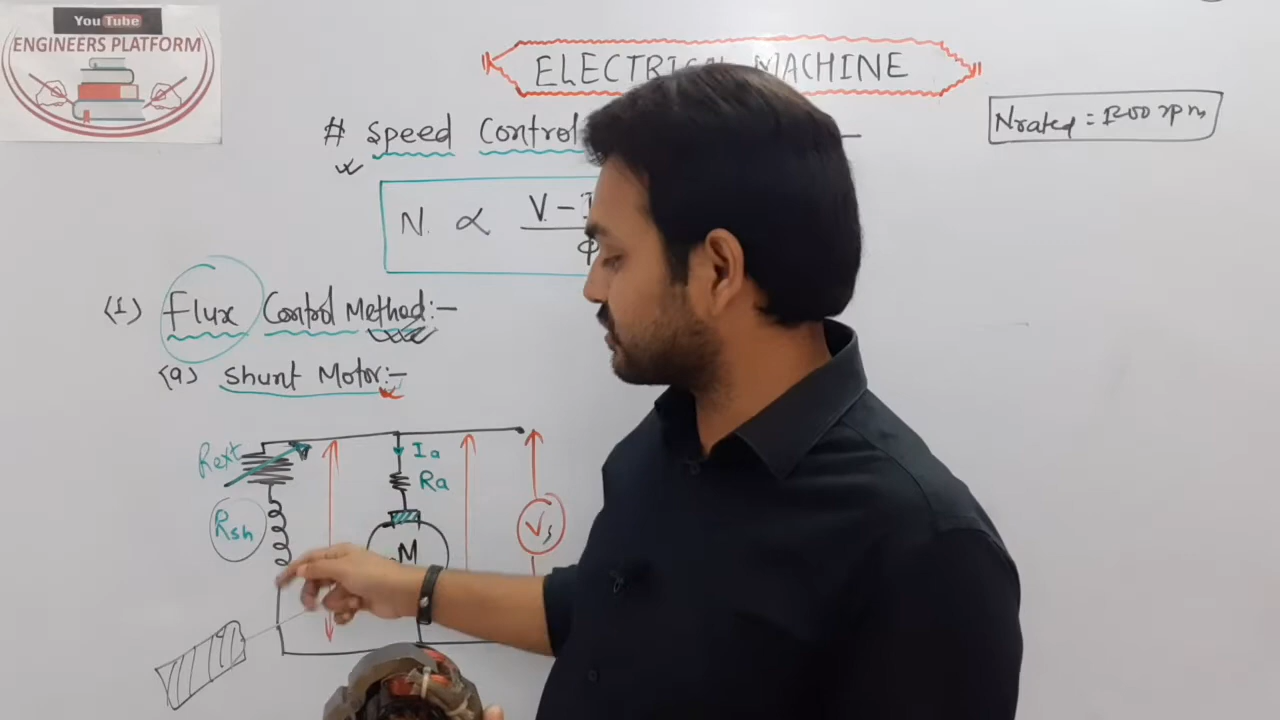 You Tube
ENGINEERS PLATFORM
ELECTRICAL MACHINE
Nrated = 1200 rpm
# Speed Control
N. ∝ V. - I
φ
(1) Flux Control Method:-
(a) Shunt Motor:-
Rext
Ia
Ra
Rsh
M
Vs